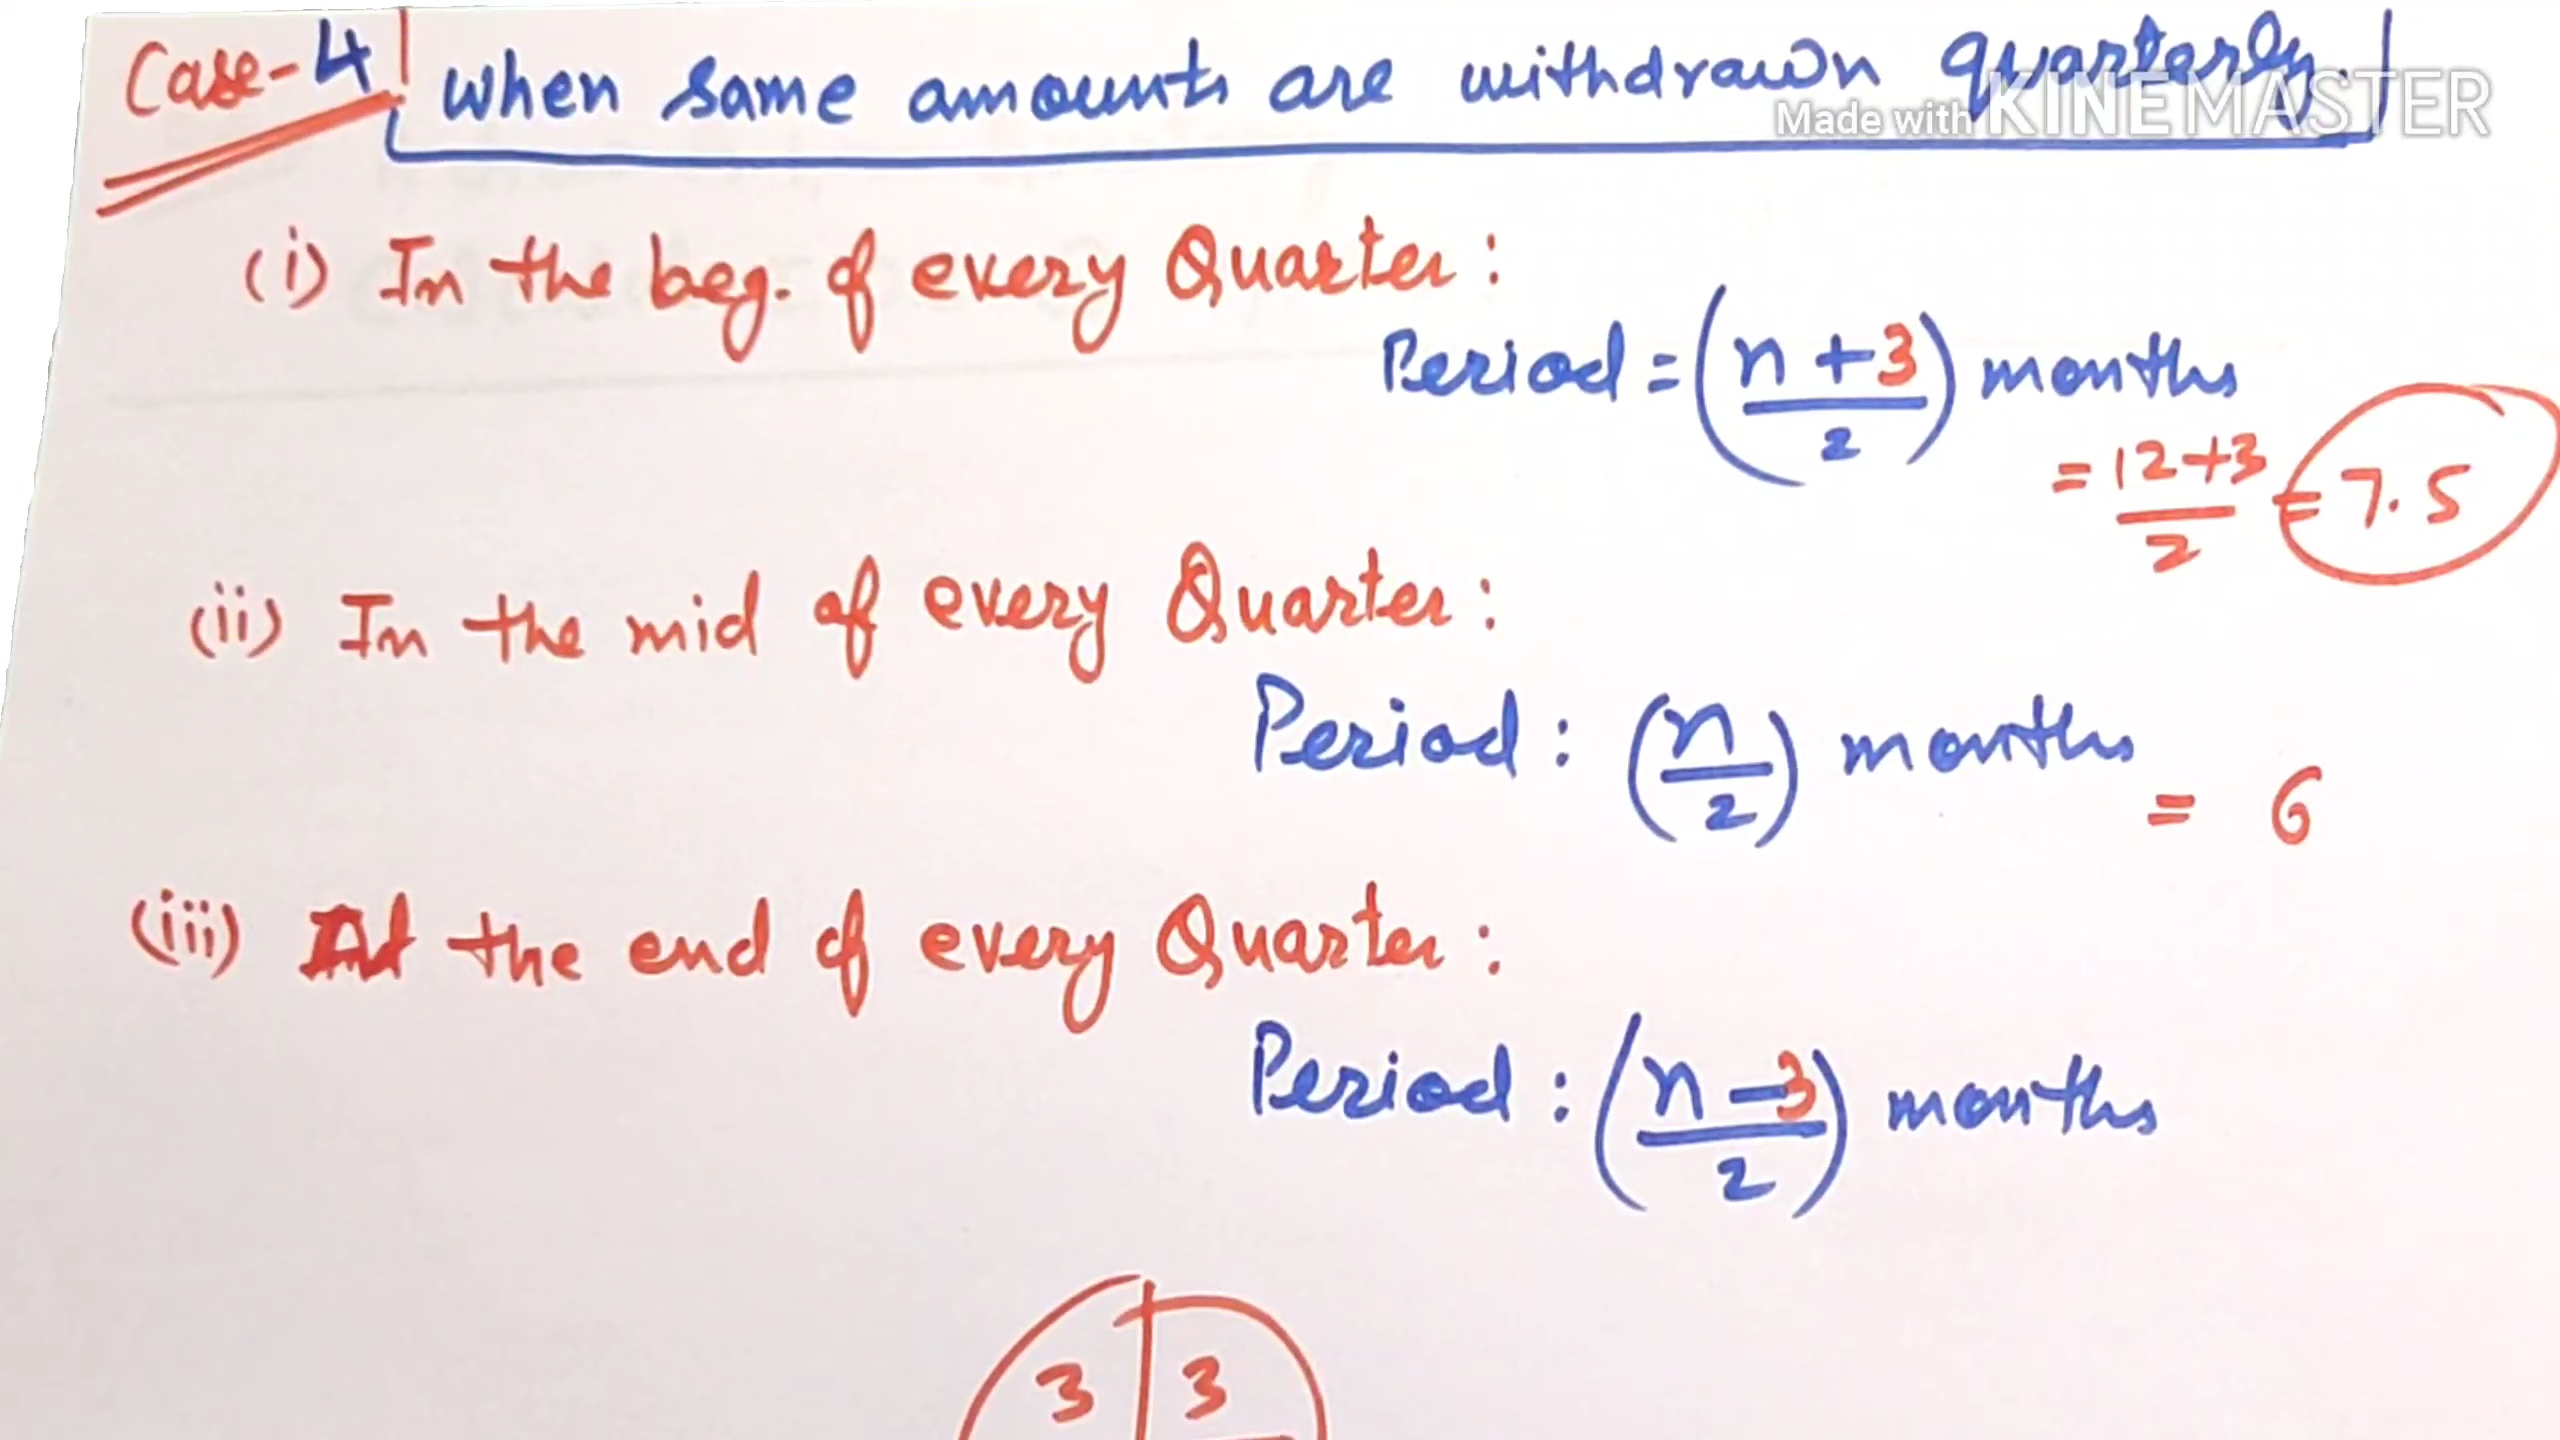 Case-4 When same amounts are withdrawn quarterly.
Made with KINEMASTER
(i) In the beg. of every Quarter:
Period = (n + 3 / 2) months
= 12+3 / 2 = 7.5
(ii) In the mid of every Quarter:
Period : (n / 2) months
= 6
(iii) At the end of every Quarter:
Period : (n - 3 / 2) months
3 3